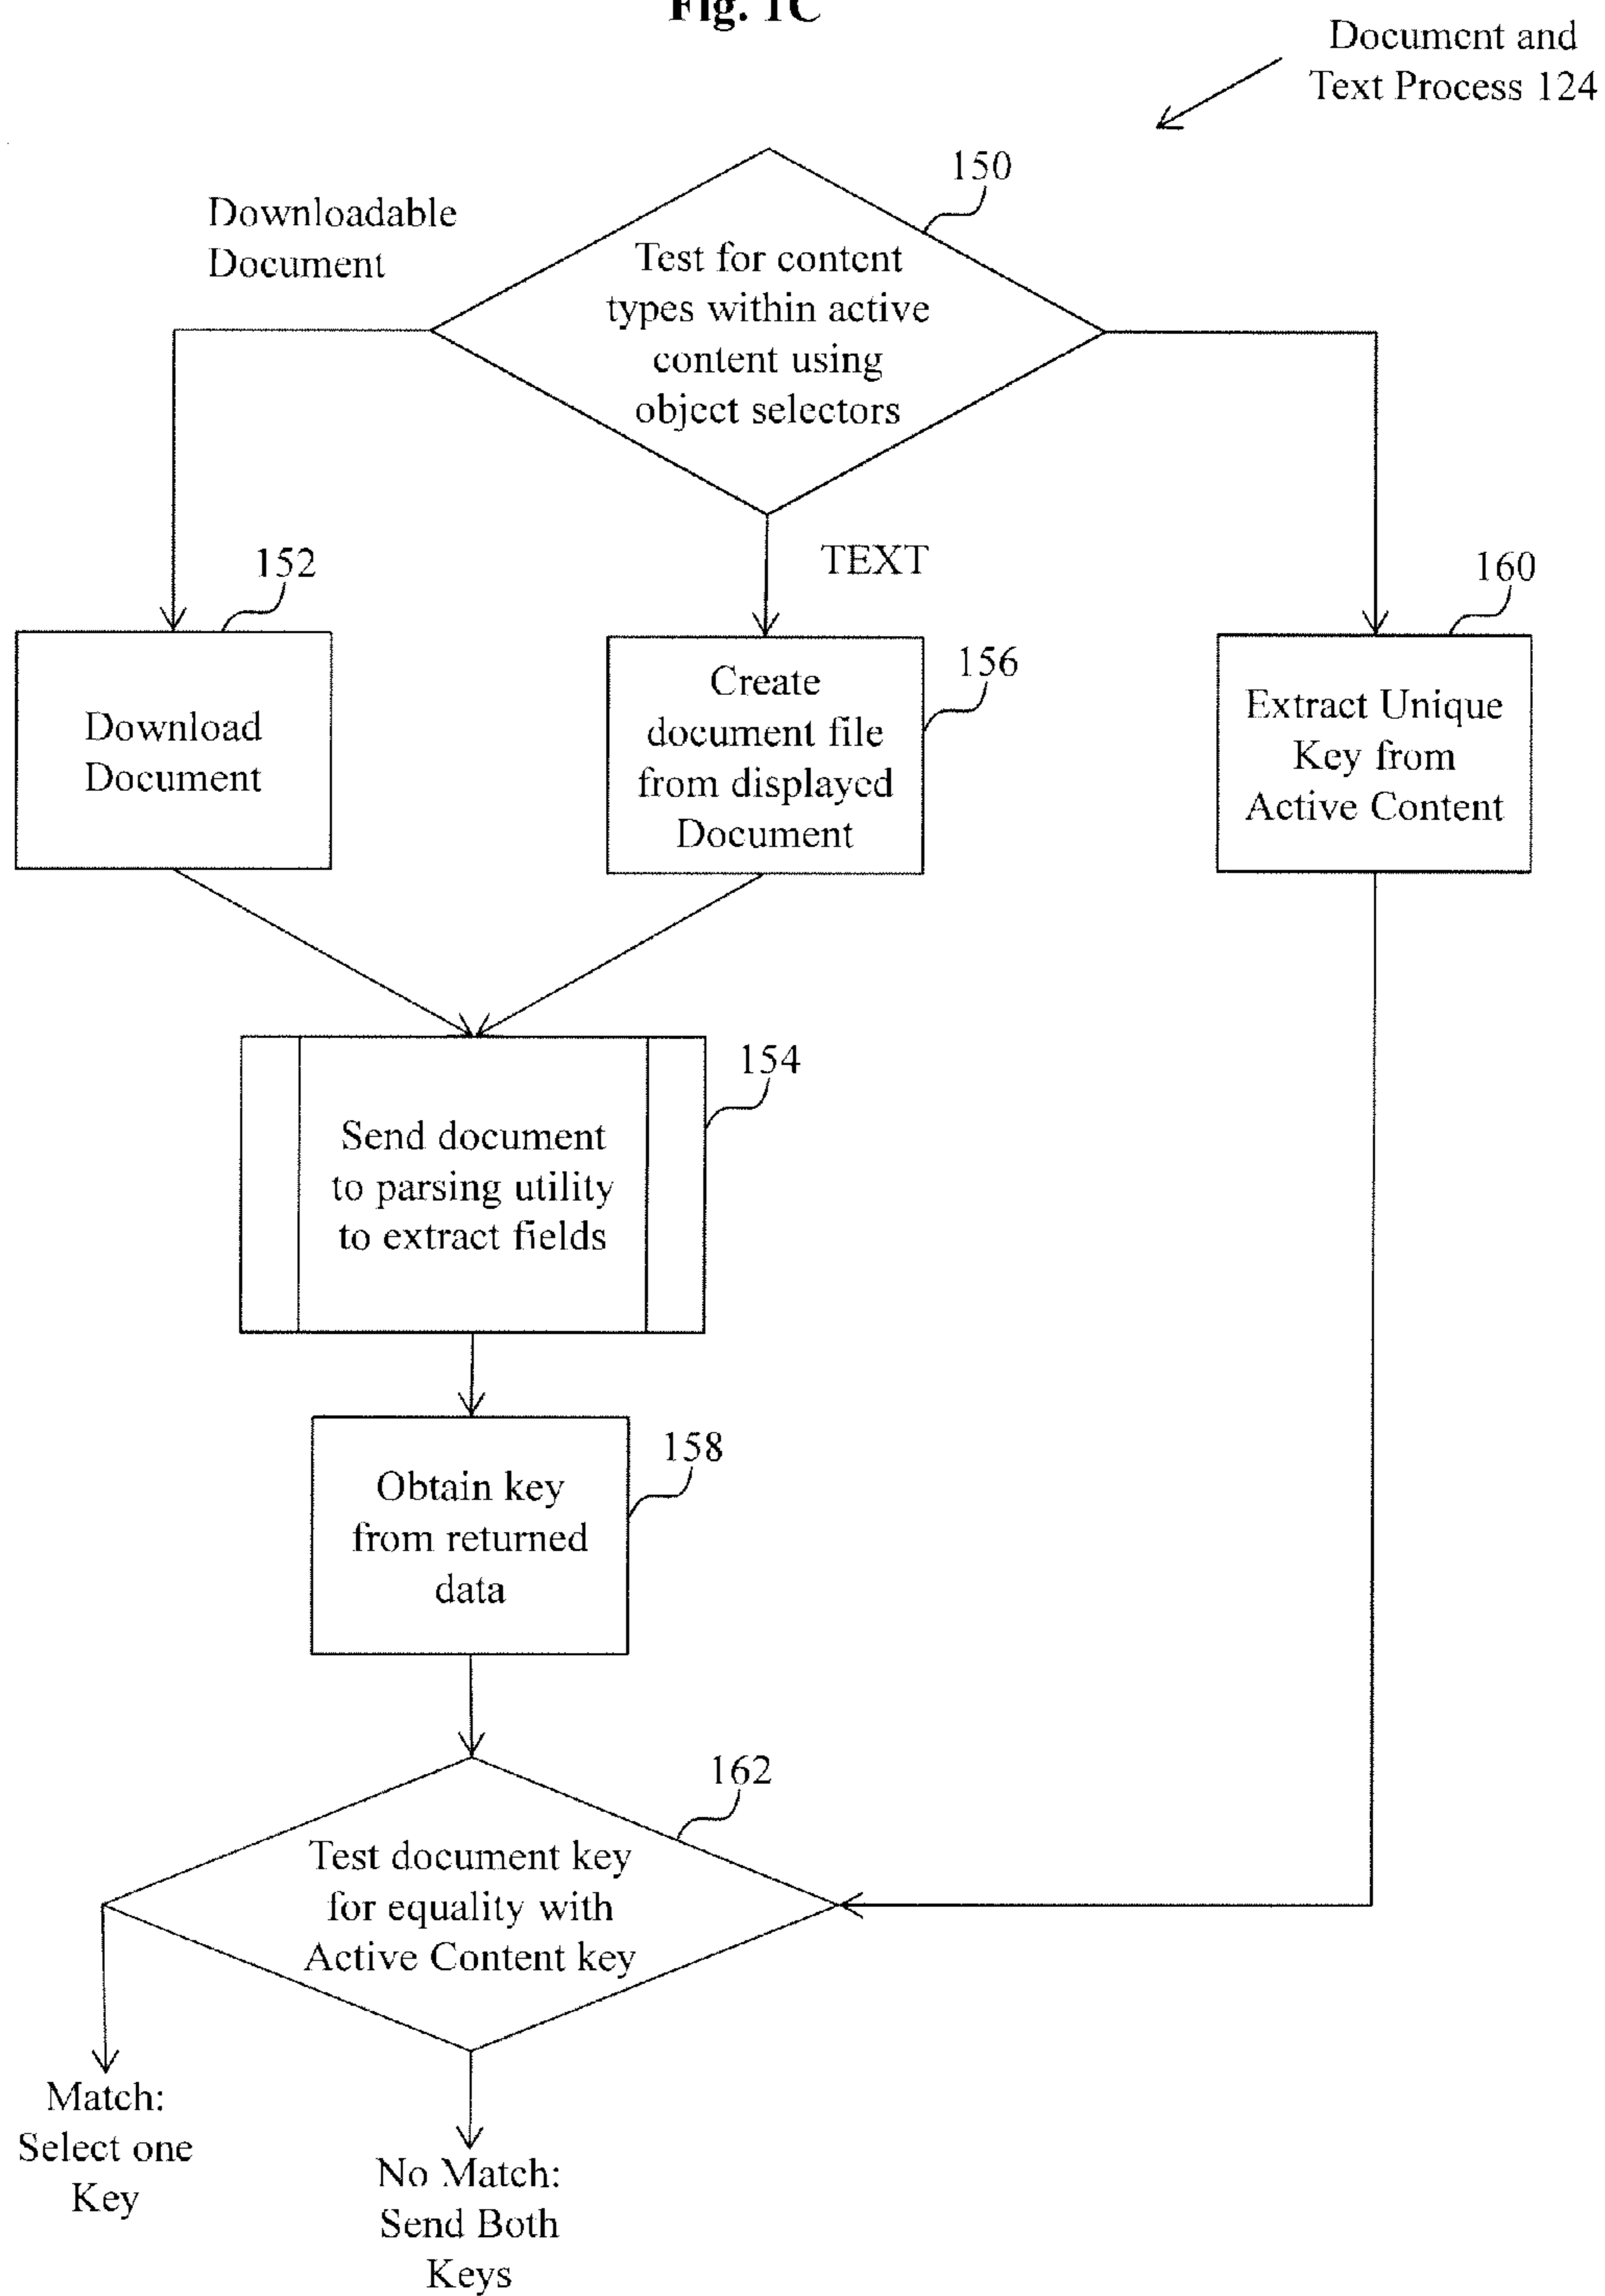 Fig. 1C
Document and
Text Process 124
150
Downloadable
Document
Test for content
types within active
content using
object selectors
TEXT
152
160
156
Download
Document
Create
document file
from displayed
Document
Extract Unique
Key from
Active Content
154
Send document
to parsing utility
to extract fields
158
Obtain key
from returned
data
162
Test document key
for equality with
Active Content key
Match:
Select one
Key
No Match:
Send Both
Keys